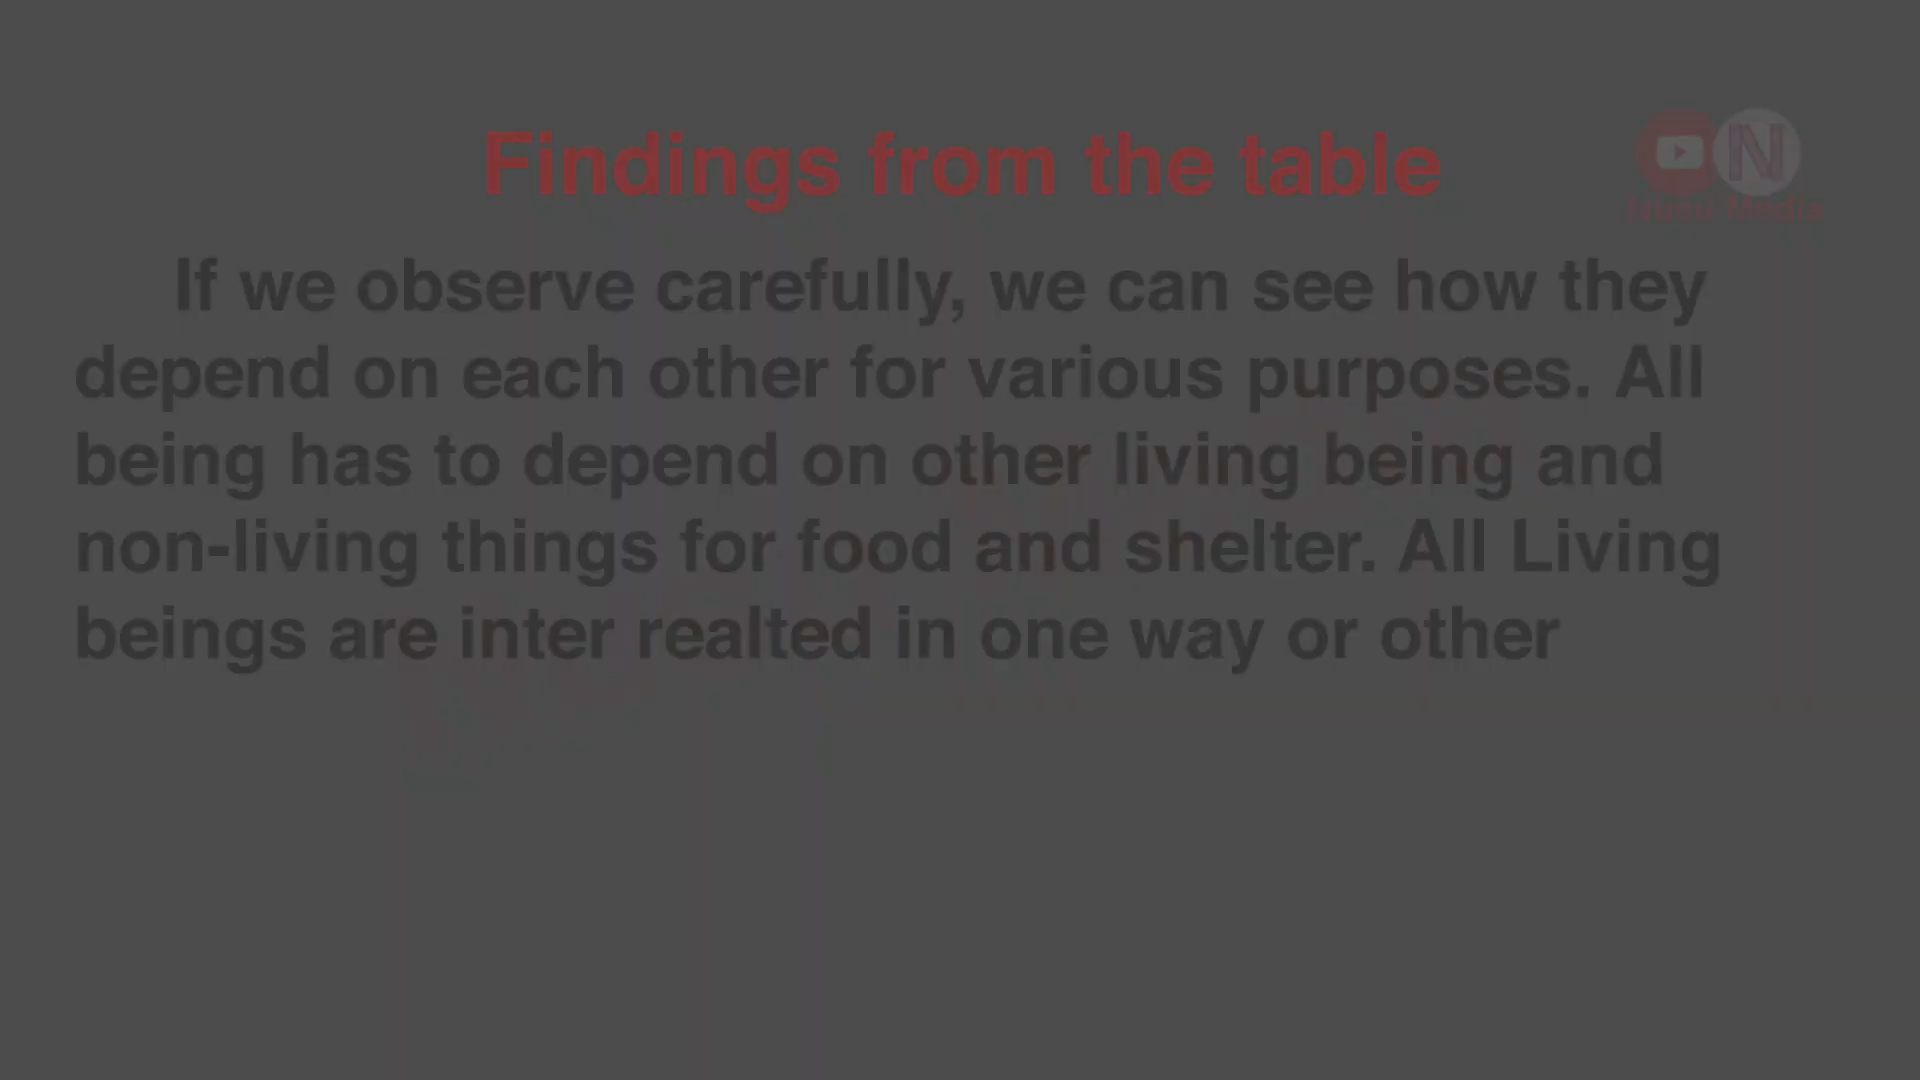 Findings from the table
If we observe carefully, we can see how they
depend on each other for various purposes. All
being has to depend on other living being and
non-living things for food and shelter. All Living
beings are inter realted in one way or other
N
Media